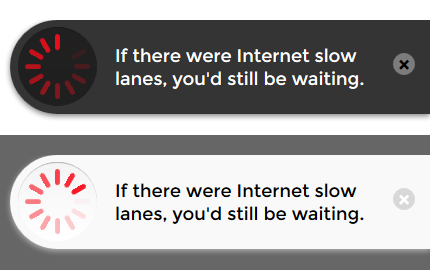 If there were Internet slow
lanes, you'd still be waiting.
If there were Internet slow
lanes, you'd still be waiting.